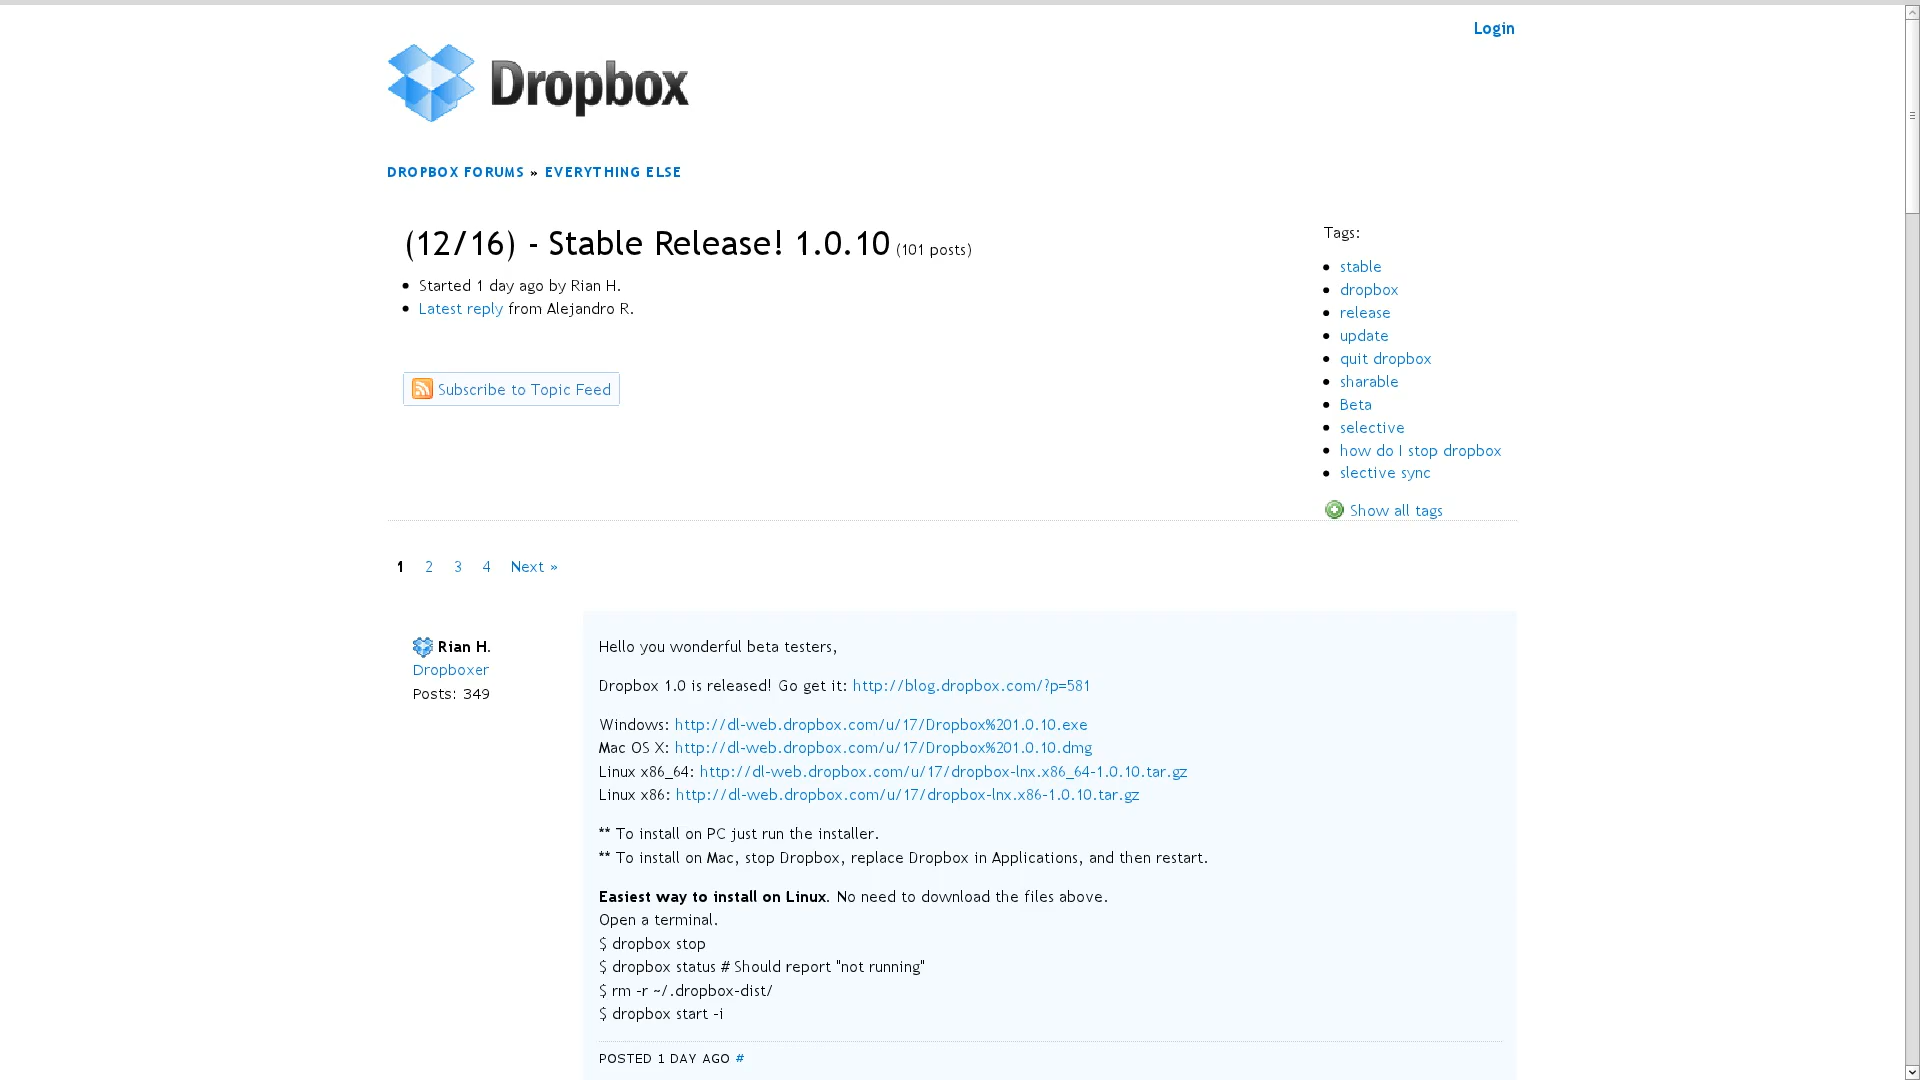 Login
Dropbox
DROPBOX FORUMS » EVERYTHING ELSE
(12/16) - Stable Release! 1.0.10 (101 posts)
Started 1 day ago by Rian H.
Latest reply from Alejandro R.
Subscribe to Topic Feed
Tags:
stable
dropbox
release
update
quit dropbox
sharable
Beta
selective
how do I stop dropbox
slective sync
Show all tags
1 2 3 4 Next »
Rian H.
Dropboxer
Posts: 349
Hello you wonderful beta testers,
Dropbox 1.0 is released! Go get it: http://blog.dropbox.com/?p=581
Windows: http://dl-web.dropbox.com/u/17/Dropbox%201.0.10.exe
Mac OS X: http://dl-web.dropbox.com/u/17/Dropbox%201.0.10.dmg
Linux x86_64: http://dl-web.dropbox.com/u/17/dropbox-lnx.x86_64-1.0.10.tar.gz
Linux x86: http://dl-web.dropbox.com/u/17/dropbox-lnx.x86-1.0.10.tar.gz
** To install on PC just run the installer.
** To install on Mac, stop Dropbox, replace Dropbox in Applications, and then restart.
Easiest way to install on Linux. No need to download the files above.
Open a terminal.
$ dropbox stop
$ dropbox status # Should report "not running"
$ rm -r ~/.dropbox-dist/
$ dropbox start -i
POSTED 1 DAY AGO #